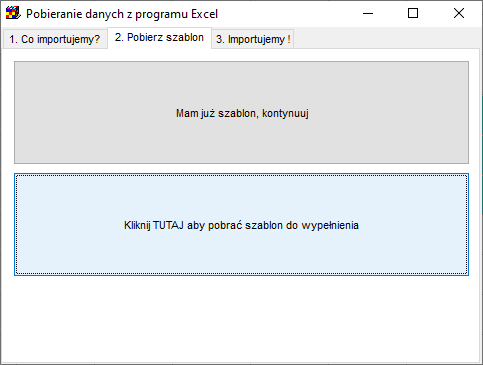 Pobieranie danych z programu Excel
1. Co importujemy?
2. Pobierz szablon
3. Importujemy !
Mam już szablon, kontynuuj
Kliknij TUTAJ aby pobrać szablon do wypełnienia